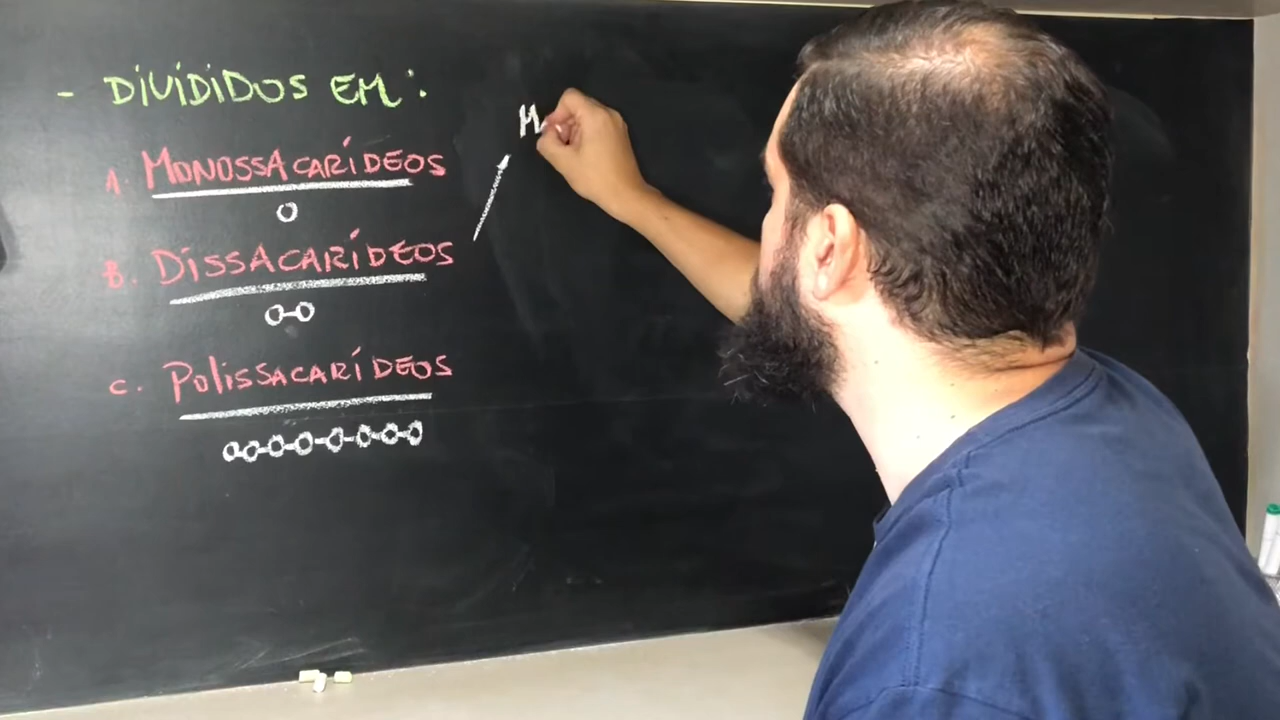 - DIVIDIDOS EM:
A. MONOSSACARÍDEOS
B. DISSACARÍDEOS
M
C. POLISSACARÍDEOS